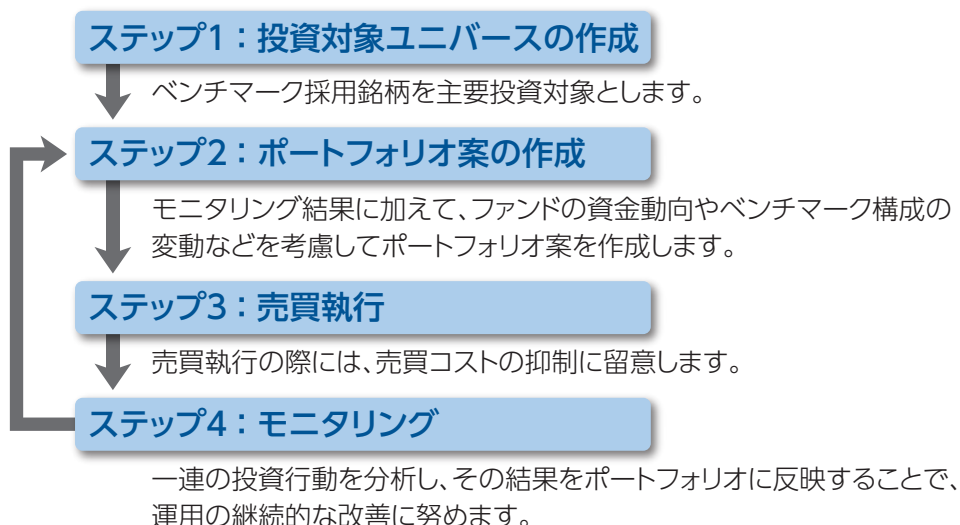 ステップ1：投資対象ユニバースの作成
ベンチマーク採用銘柄を主要投資対象とします。
ステップ2：ポートフォリオ案の作成
モニタリング結果に加えて、ファンドの資金動向やベンチマーク構成の
変動などを考慮してポートフォリオ案を作成します。
ステップ3：売買執行
売買執行の際には、売買コストの抑制に留意します。
ステップ4：モニタリング
一連の投資行動を分析し、その結果をポートフォリオに反映することで、
運用の継続的な改善に努めます。